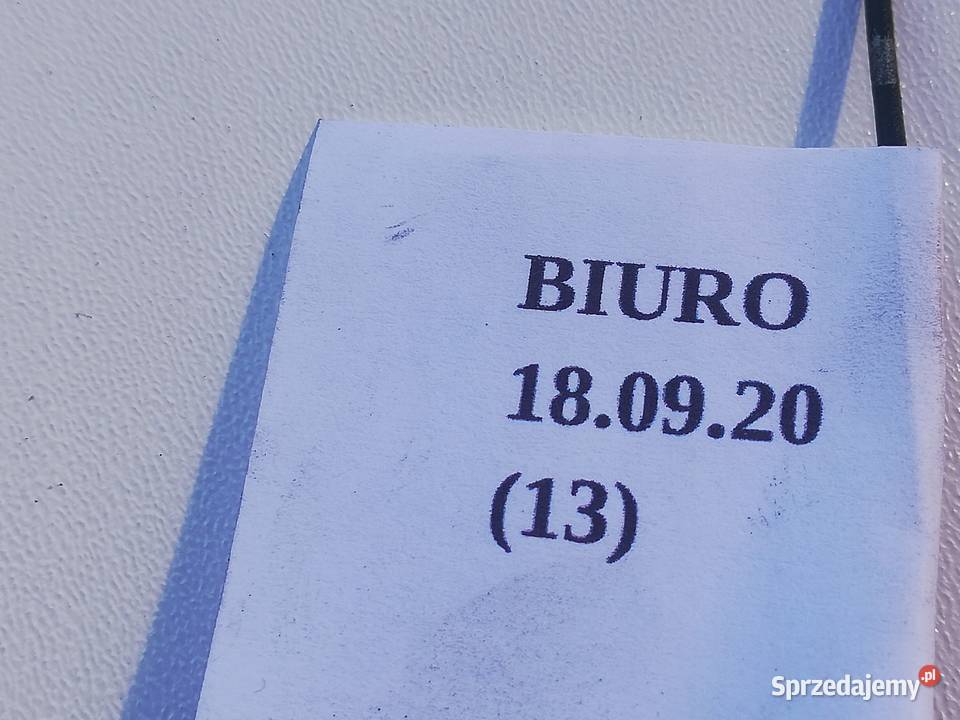 BIURO
18.09.20
(13)
Sprzedajemy.pl